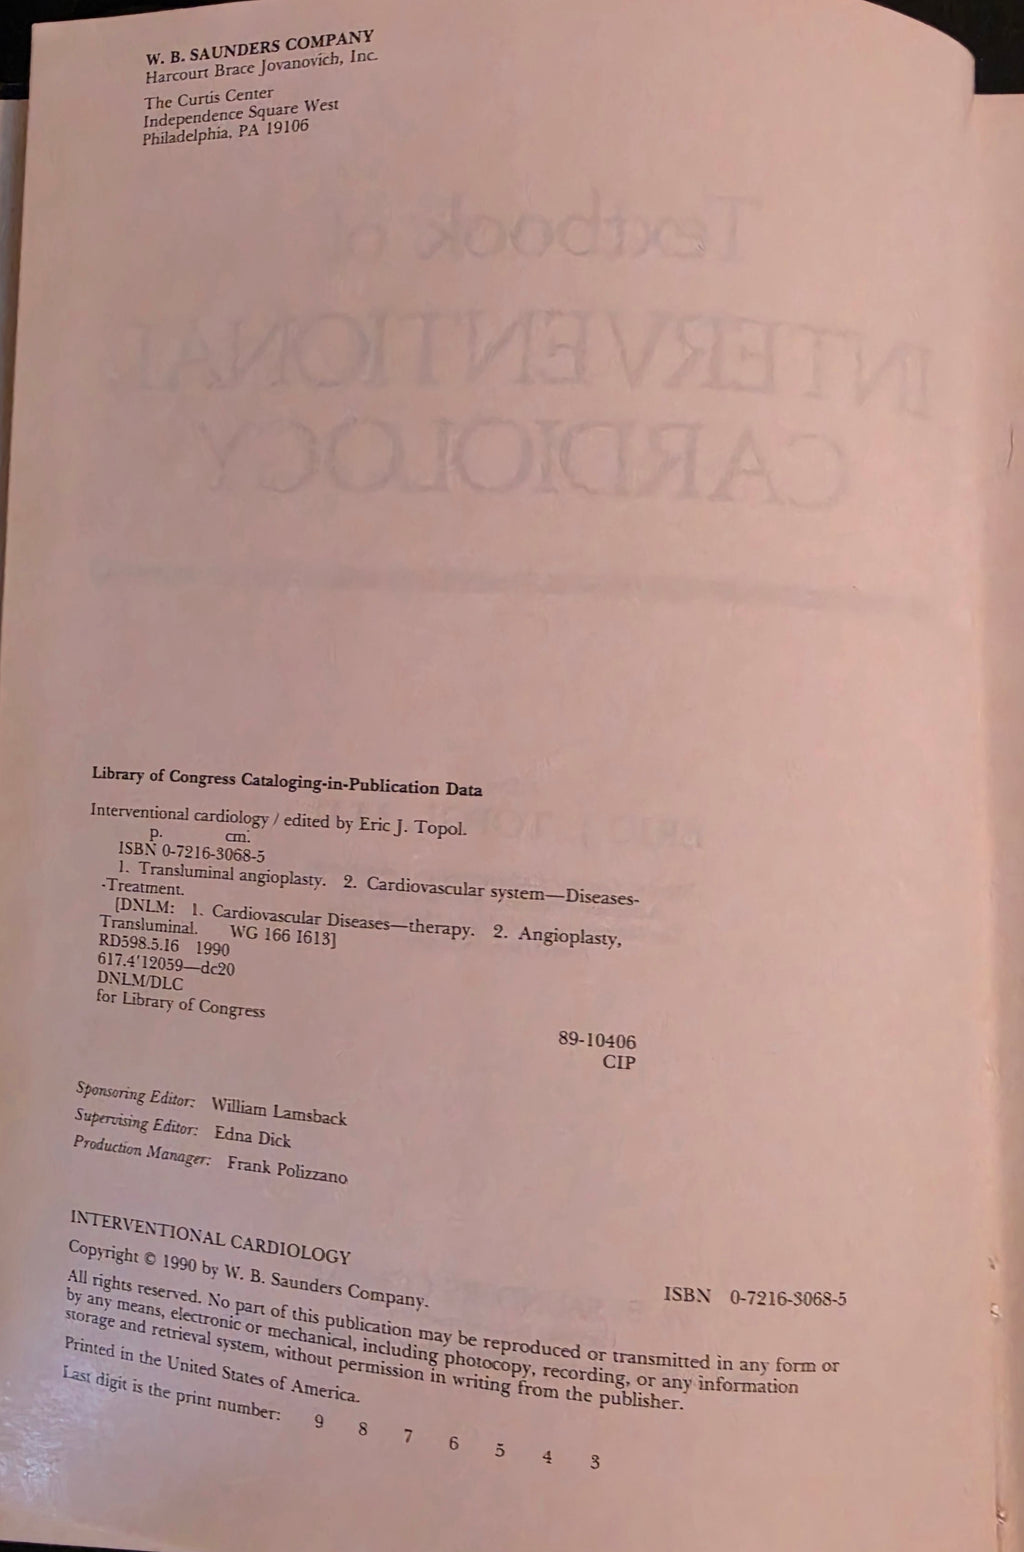 W. B. SAUNDERS COMPANY
Harcourt Brace Jovanovich, Inc.
The Curtis Center
Independence Square West
Philadelphia, PA 19106
Textbook of
INTERVENTIONAL
CARDIOLOGY
Library of Congress Cataloging-in-Publication Data
Interventional cardiology / edited by Eric J. Topol.
p. cm.
ISBN 0-7216-3068-5
1. Transluminal angioplasty. 2. Cardiovascular system—Diseases-
-Treatment.
[DNLM: 1. Cardiovascular Diseases—therapy. 2. Angioplasty,
Transluminal. WG 166 I613]
RD598.5.I6 1990
617.4'12059—dc20
DNLM/DLC
for Library of Congress
89-10406
CIP
Sponsoring Editor: William Lamsback
Supervising Editor: Edna Dick
Production Manager: Frank Polizzano
INTERVENTIONAL CARDIOLOGY
ISBN 0-7216-3068-5
Copyright © 1990 by W. B. Saunders Company.
All rights reserved. No part of this publication may be reproduced or transmitted in any form or
by any means, electronic or mechanical, including photocopy, recording, or any information
storage and retrieval system, without permission in writing from the publisher.
Printed in the United States of America.
Last digit is the print number: 9 8 7 6 5 4 3